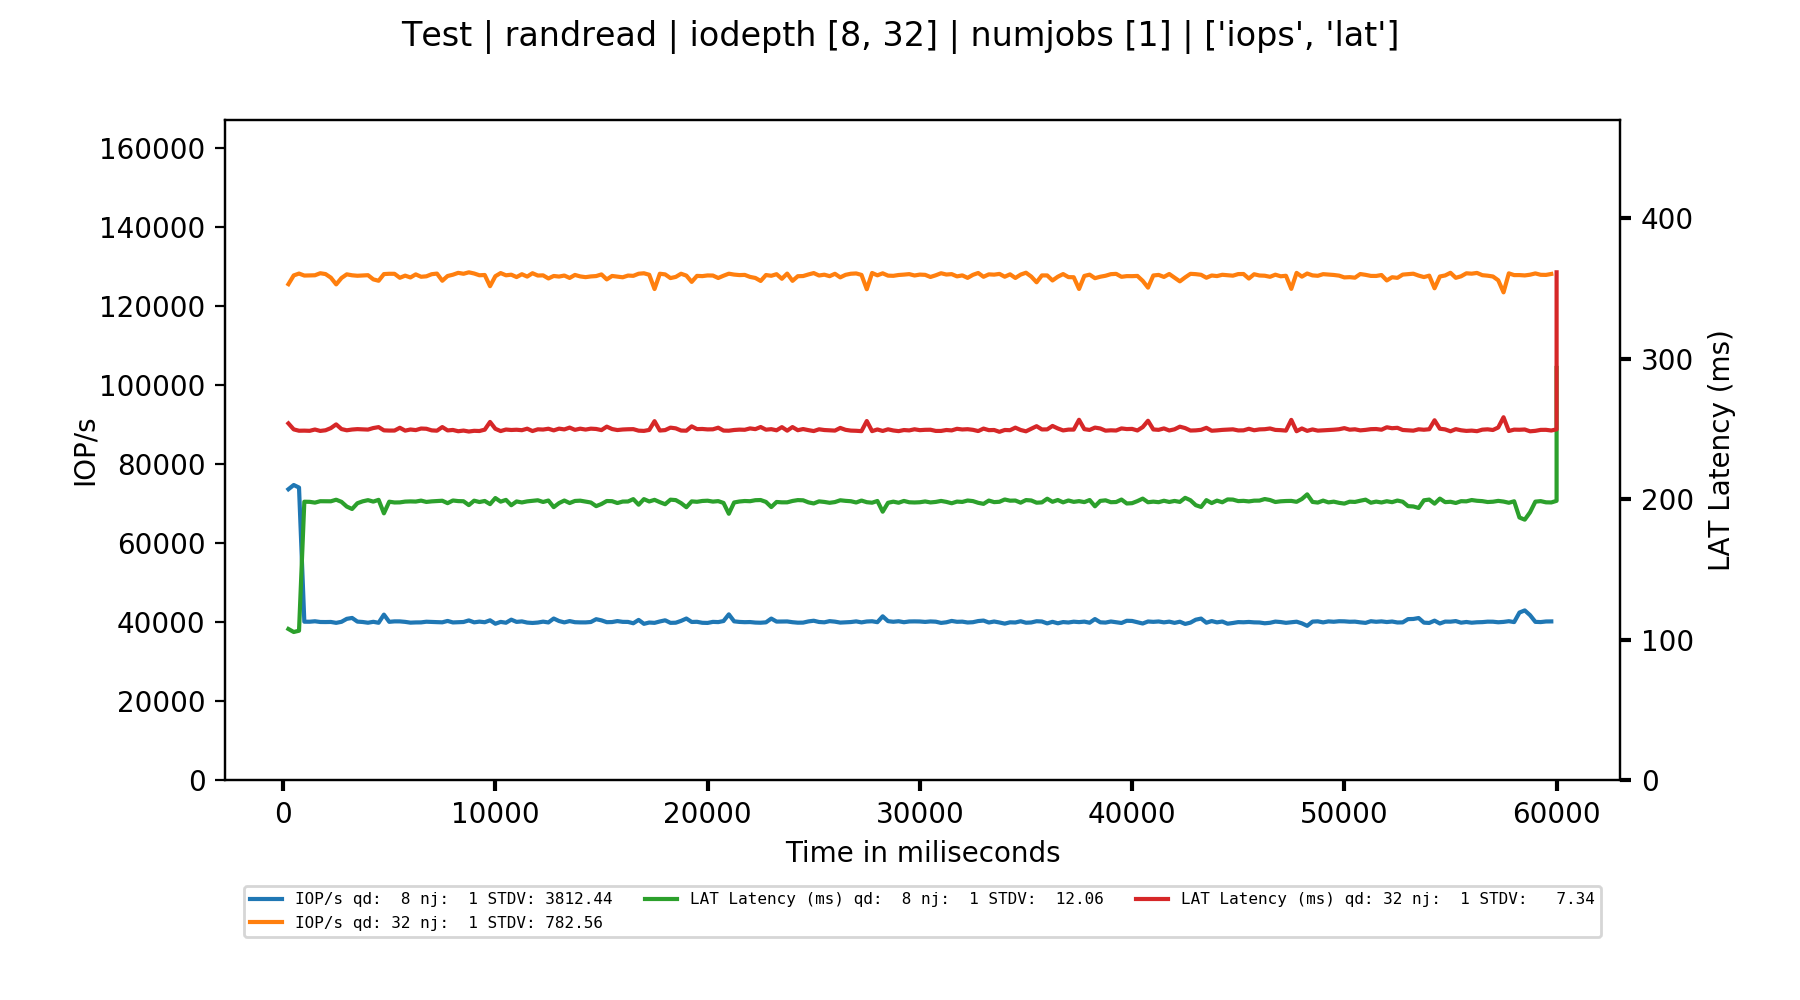 Test | randread | iodepth [8, 32] | numjobs [1] | ['iops', 'lat']
160000
140000
120000
100000
80000
60000
40000
20000
0
IOP/s
400
300
200
100
0
LAT Latency (ms)
0 10000 20000 30000 40000 50000 60000
Time in miliseconds
IOP/s qd:  8 nj:  1 STDV: 3812.44
IOP/s qd: 32 nj:  1 STDV: 782.56
LAT Latency (ms) qd:  8 nj:  1 STDV:  12.06
LAT Latency (ms) qd: 32 nj:  1 STDV:   7.34